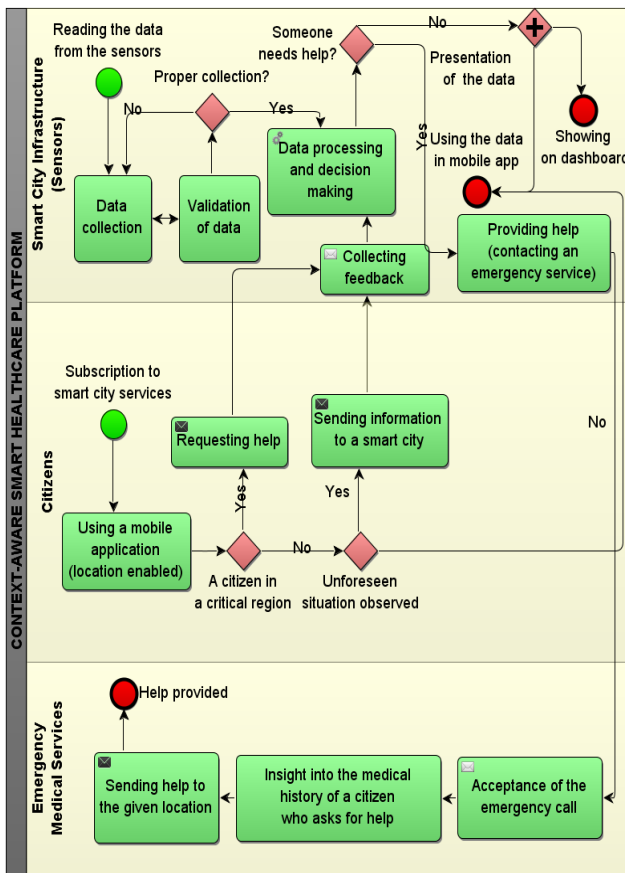 CONTEXT-AWARE SMART HEALTHCARE PLATFORM
Smart City Infrastructure
(Sensors)
Reading the data
from the sensors
Proper collection?
No
Yes
Data
collection
Validation
of data
Someone
needs help?
No
Yes
Data processing
and decision
making
Presentation
of the data
Using the data
in mobile app
Showing
on dashboard
Collecting
feedback
Providing help
(contacting an
emergency service)
Citizens
Subscription to
smart city services
Requesting help
Sending information
to a smart city
Using a mobile
application
(location enabled)
Yes
No
A citizen in
a critical region
Yes
No
Unforeseen
situation observed
Emergency
Medical Services
Help provided
Sending help to
the given location
Insight into the medical
history of a citizen
who asks for help
Acceptance of the
emergency call